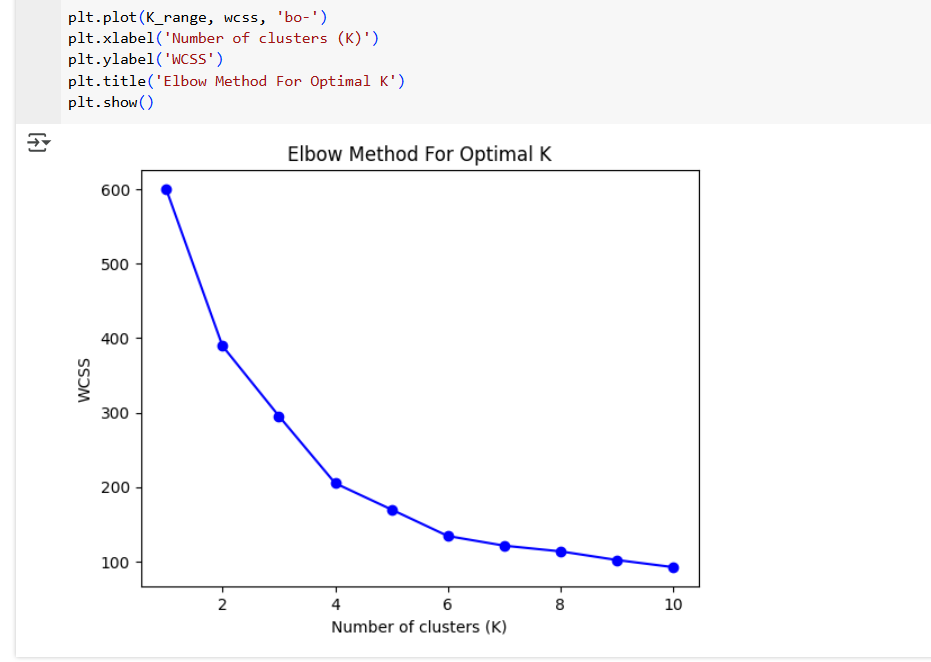 plt.plot(K_range, wcss, 'bo-')
plt.xlabel('Number of clusters (K)')
plt.ylabel('WCSS')
plt.title('Elbow Method For Optimal K')
plt.show()
Elbow Method For Optimal K
600
500
400
300
200
100
WCSS
2 4 6 8 10
Number of clusters (K)